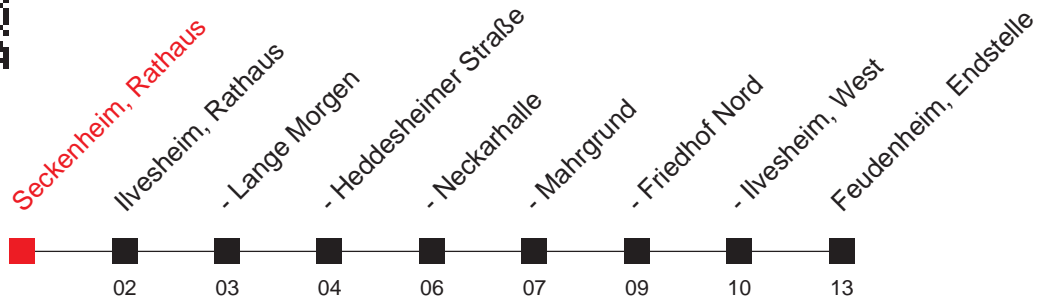 Seckenheim, Rathaus
Ilvesheim, Rathaus
- Lange Morgen
- Heddesheimer Straße
- Neckarhalle
- Mahrgrund
- Friedhof Nord
- Ilvesheim, West
Feudenheim, Endstelle
02 03 04 06 07 09 10 13